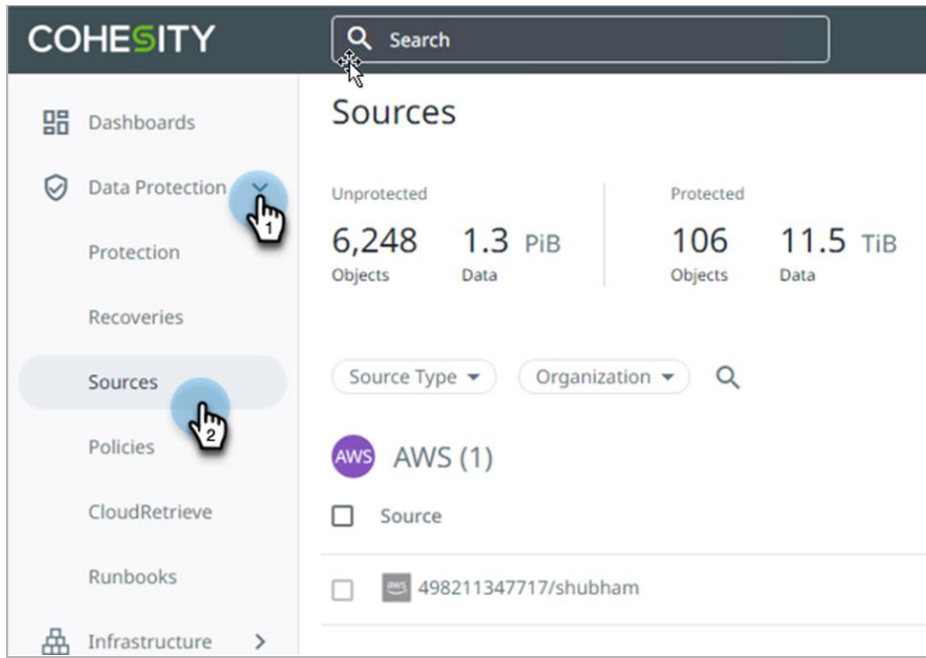 COHESITY
Search
Dashboards
Data Protection
1
Protection
Recoveries
Sources
2
Policies
CloudRetrieve
Runbooks
Infrastructure
Sources
Unprotected
Protected
6,248 1.3 PiB
106 11.5 TiB
Objects Data
Objects Data
Source Type Organization
AWS AWS (1)
Source
aws 498211347717/shubham